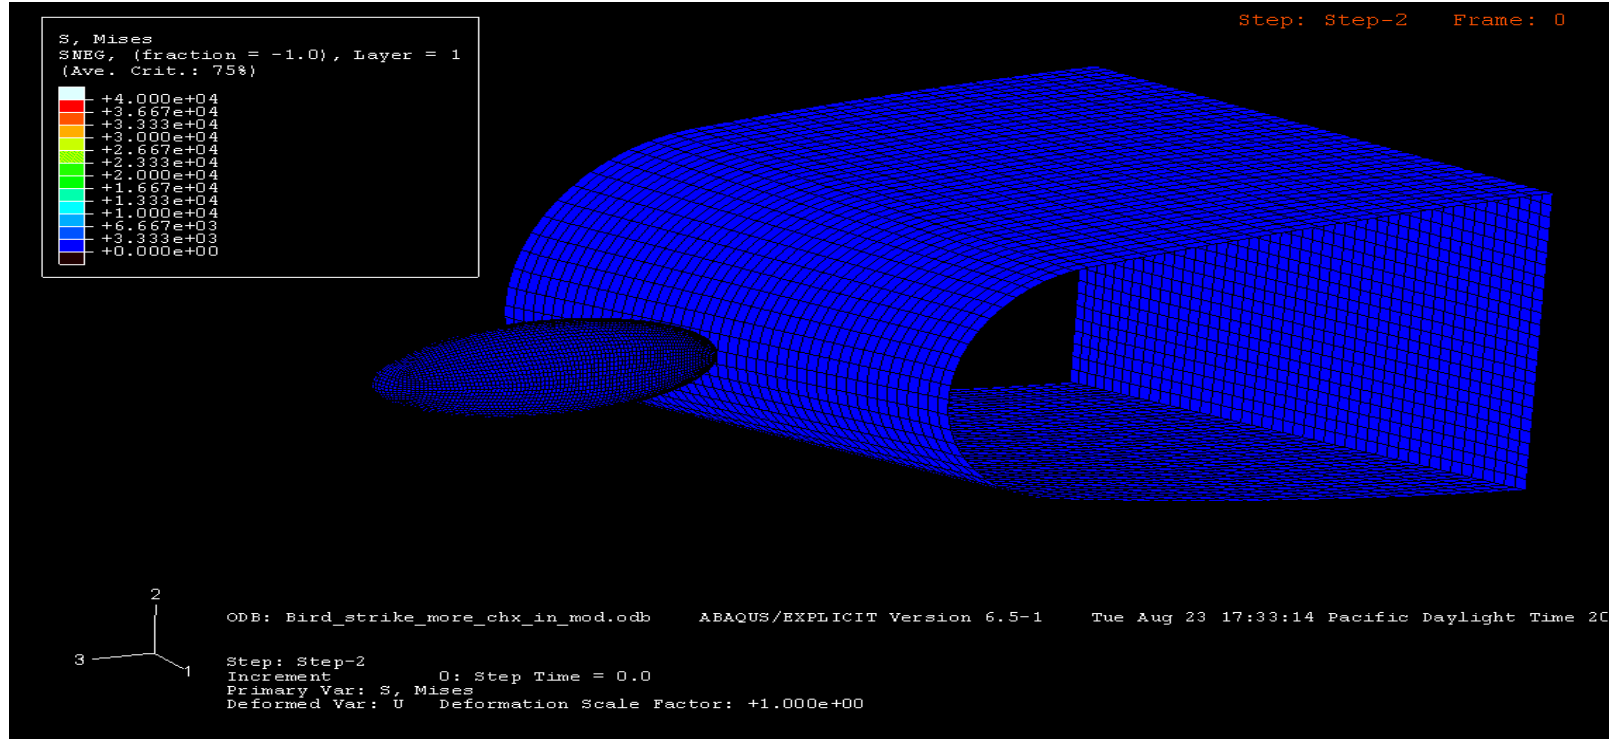 Step: Step-2 Frame: 0
S, Mises
SNEG, (fraction = -1.0), Layer = 1
(Ave. Crit.: 75%)
+4.000e+04
+3.667e+04
+3.333e+04
+3.000e+04
+2.667e+04
+2.333e+04
+2.000e+04
+1.667e+04
+1.333e+04
+1.000e+04
+6.667e+03
+3.333e+03
+0.000e+00
2
3
1
ODB: Bird_strike_more_chx_in_mod.odb ABAQUS/EXPLICIT Version 6.5-1 Tue Aug 23 17:33:14 Pacific Daylight Time 20
Step: Step-2
Increment 0: Step Time = 0.0
Primary Var: S, Mises
Deformed Var: U Deformation Scale Factor: +1.000e+00